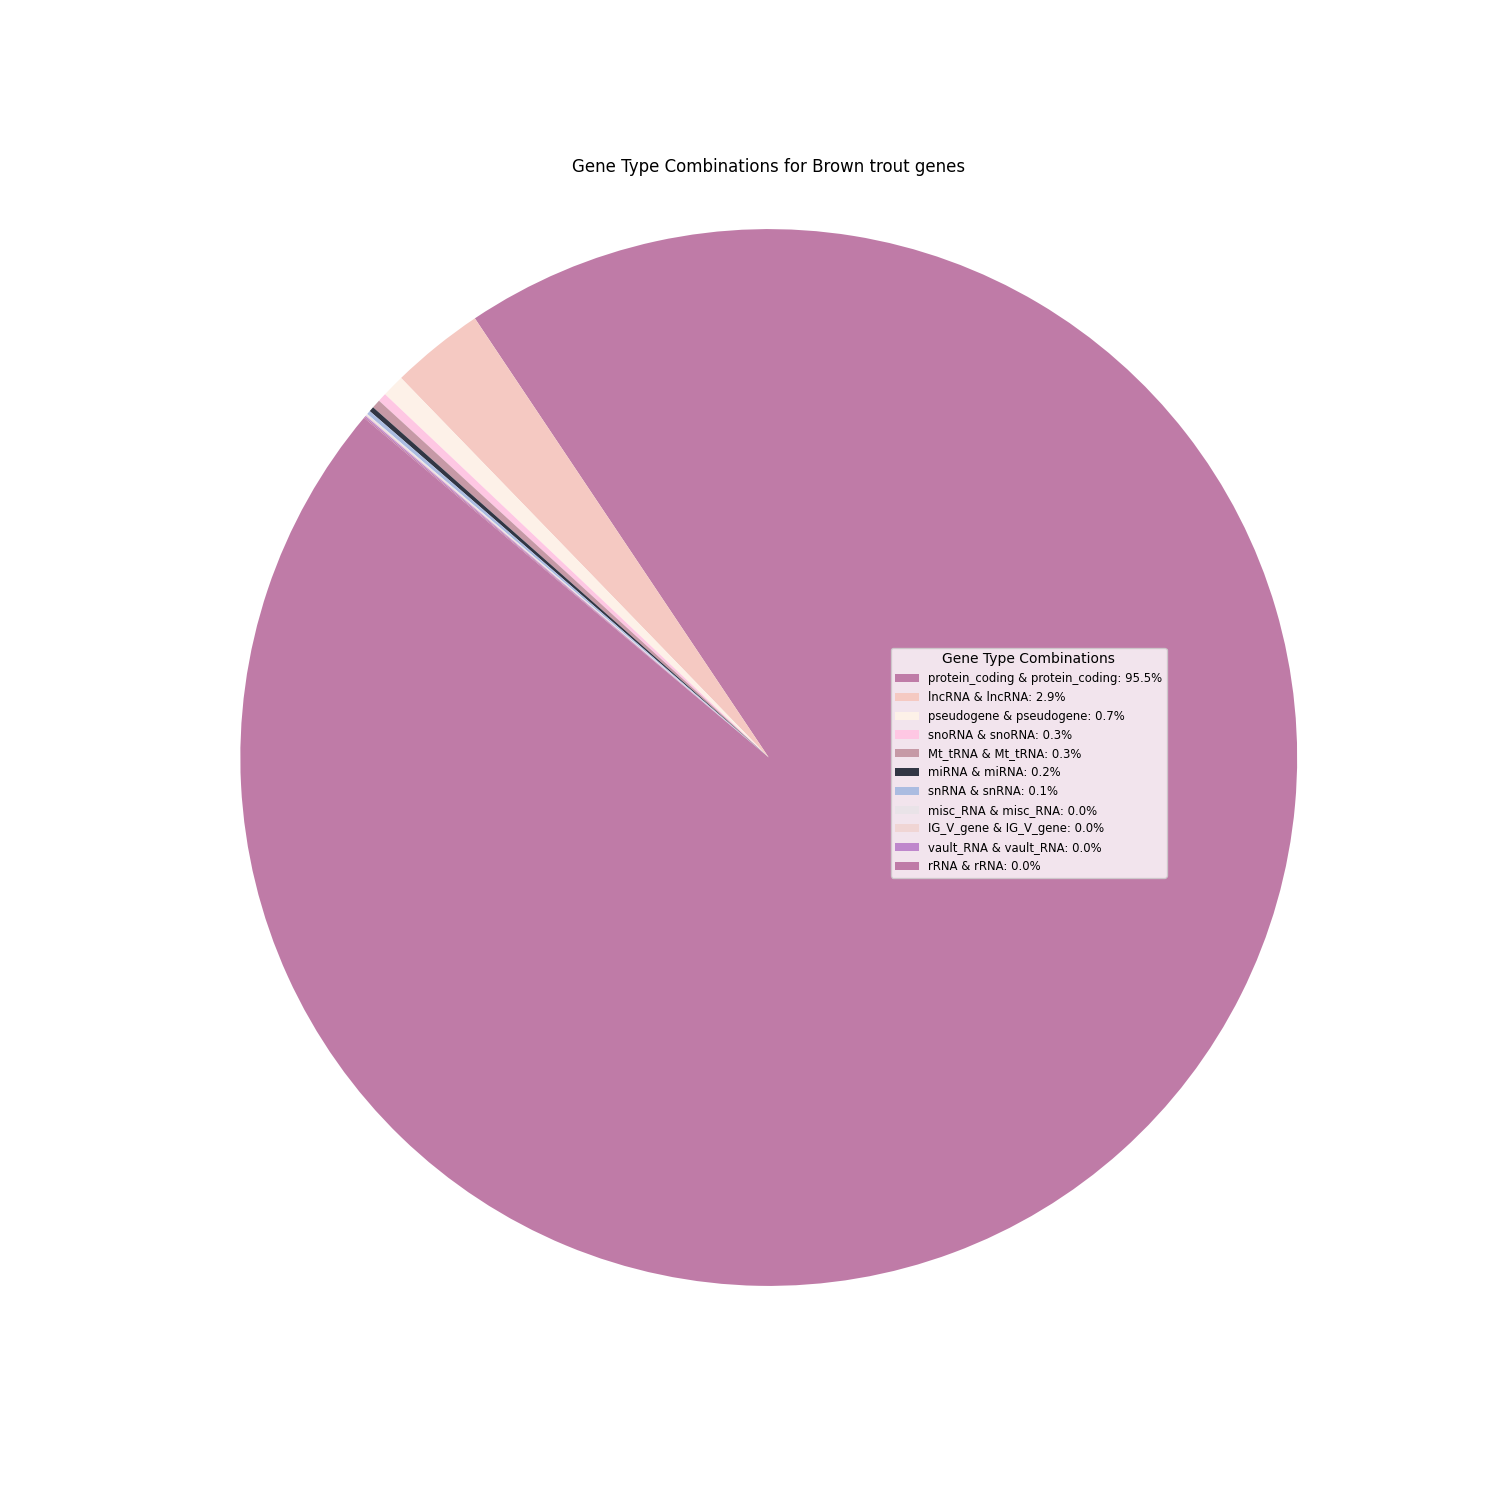 Gene Type Combinations for Brown trout genes
Gene Type Combinations
protein_coding & protein_coding: 95.5%
lncRNA & lncRNA: 2.9%
pseudogene & pseudogene: 0.7%
snoRNA & snoRNA: 0.3%
Mt_tRNA & Mt_tRNA: 0.3%
miRNA & miRNA: 0.2%
snRNA & snRNA: 0.1%
misc_RNA & misc_RNA: 0.0%
IG_V_gene & IG_V_gene: 0.0%
vault_RNA & vault_RNA: 0.0%
rRNA & rRNA: 0.0%